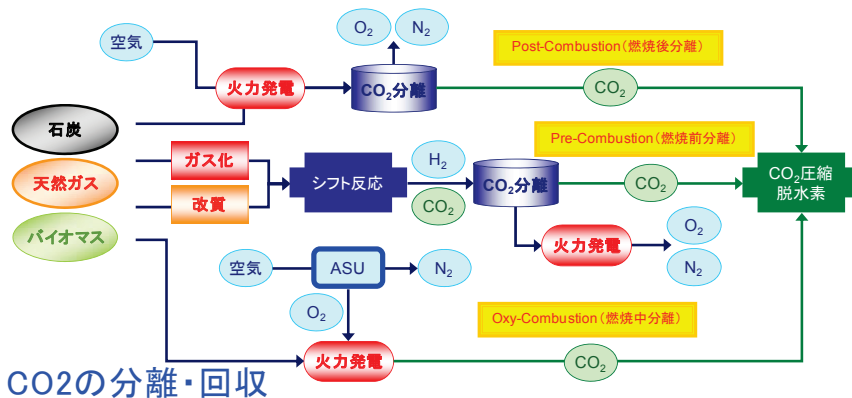 O₂
N₂
空気
Post-Combustion(燃焼後分離)
火力発電
CO₂分離
CO₂
石炭
ガス化
H₂
Pre-Combustion(燃焼前分離)
天然ガス
シフト反応
CO₂分離
CO₂
CO₂圧縮
脱水素
改質
CO₂
バイオマス
火力発電
O₂
N₂
空気
ASU
N₂
O₂
Oxy-Combustion(燃焼中分離)
火力発電
CO₂
CO2の分離・回収